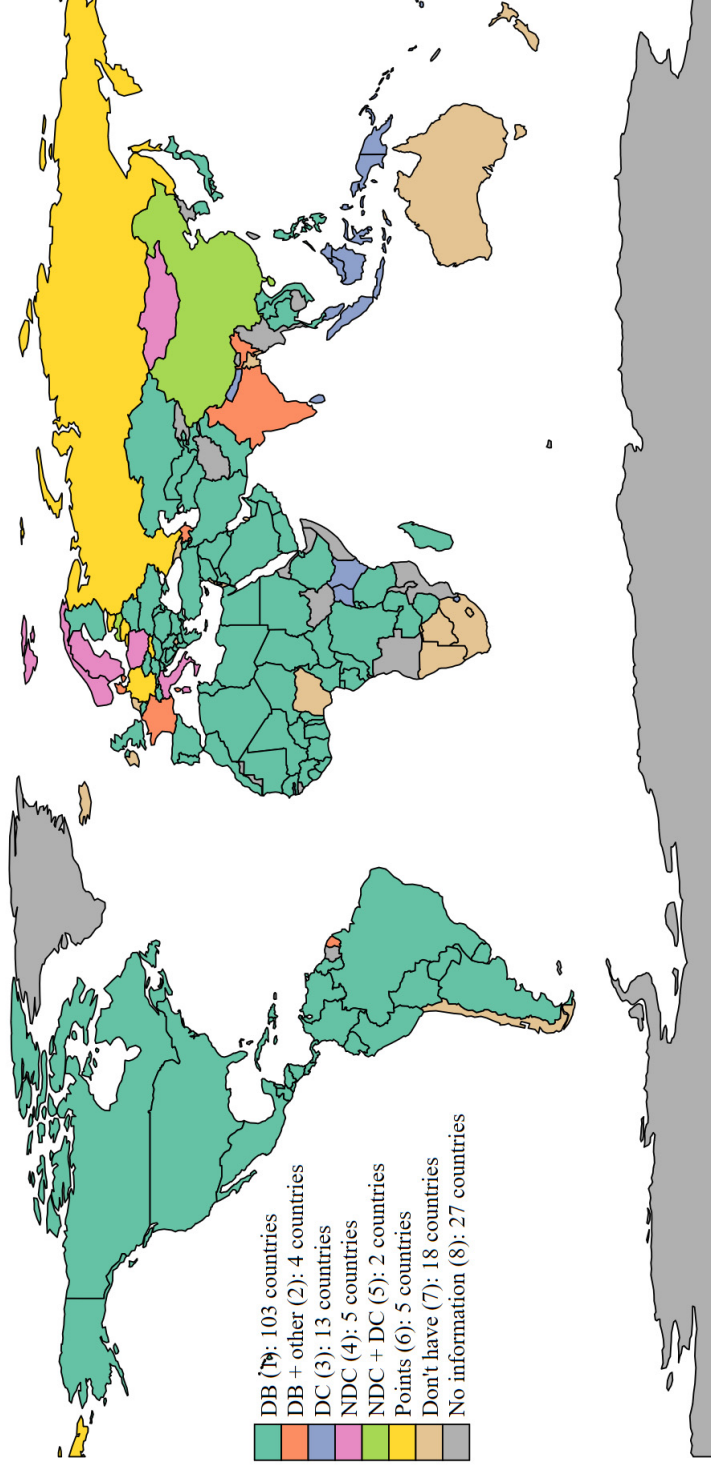 DB (1): 103 countries
DB + other (2): 4 countries
DC (3): 13 countries
NDC (4): 5 countries
NDC + DC (5): 2 countries
Points (6): 5 countries
Don't have (7): 18 countries
No information (8): 27 countries